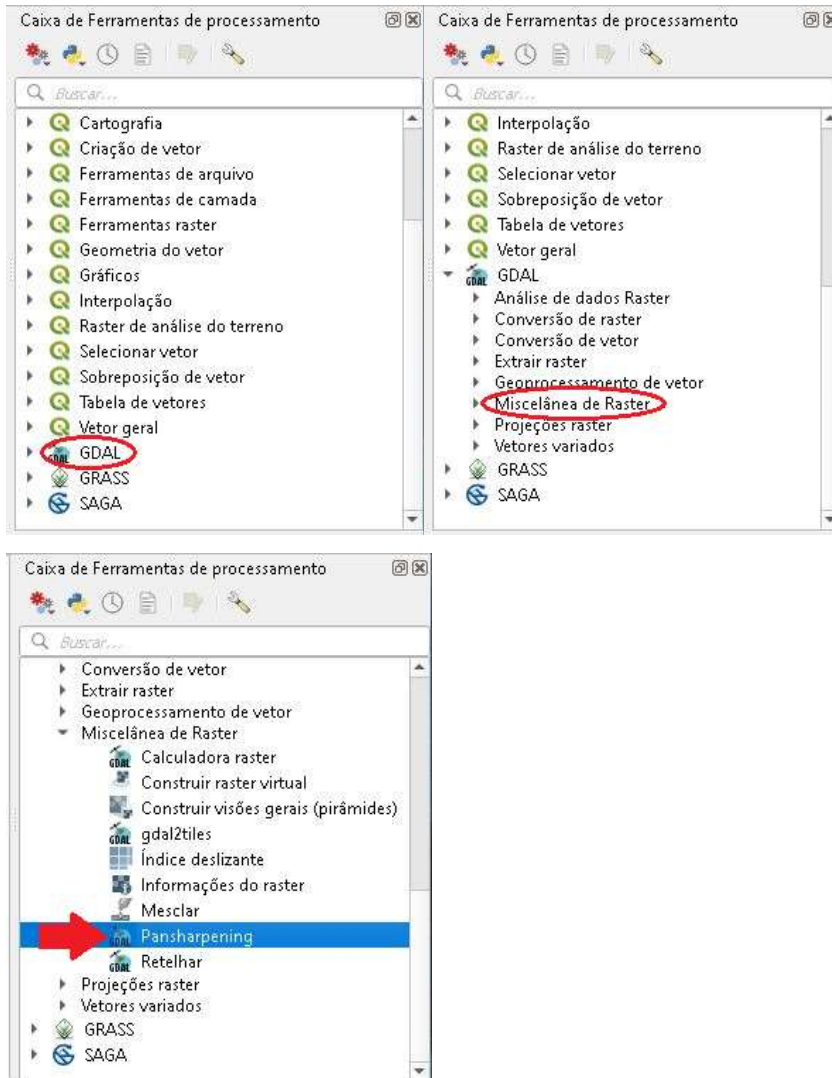 Caixa de Ferramentas de processamento
Buscar...
Cartografia
Criação de vetor
Ferramentas de arquivo
Ferramentas de camada
Ferramentas raster
Geometria do vetor
Gráficos
Interpolação
Raster de análise do terreno
Selecionar vetor
Sobreposição de vetor
Tabela de vetores
Vetor geral
GDAL
GRASS
SAGA
Caixa de Ferramentas de processamento
Buscar...
Interpolação
Raster de análise do terreno
Selecionar vetor
Sobreposição de vetor
Tabela de vetores
Vetor geral
GDAL
Análise de dados Raster
Conversão de raster
Conversão de vetor
Extrair raster
Geoprocessamento de vetor
Miscelânea de Raster
Projeções raster
Vetores variados
GRASS
SAGA
Caixa de Ferramentas de processamento
Buscar...
Conversão de vetor
Extrair raster
Geoprocessamento de vetor
Miscelânea de Raster
Calculadora raster
Construir raster virtual
Construir visões gerais (pirâmides)
gdal2tiles
Índice deslizante
Informações do raster
Mesclar
Pansharpening
Retelhar
Projeções raster
Vetores variados
GRASS
SAGA